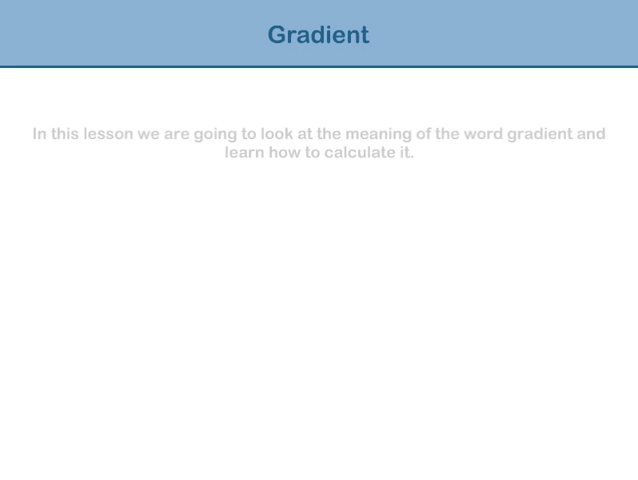 Gradient
In this lesson we are going to look at the meaning of the word gradient and
learn how to calculate it.